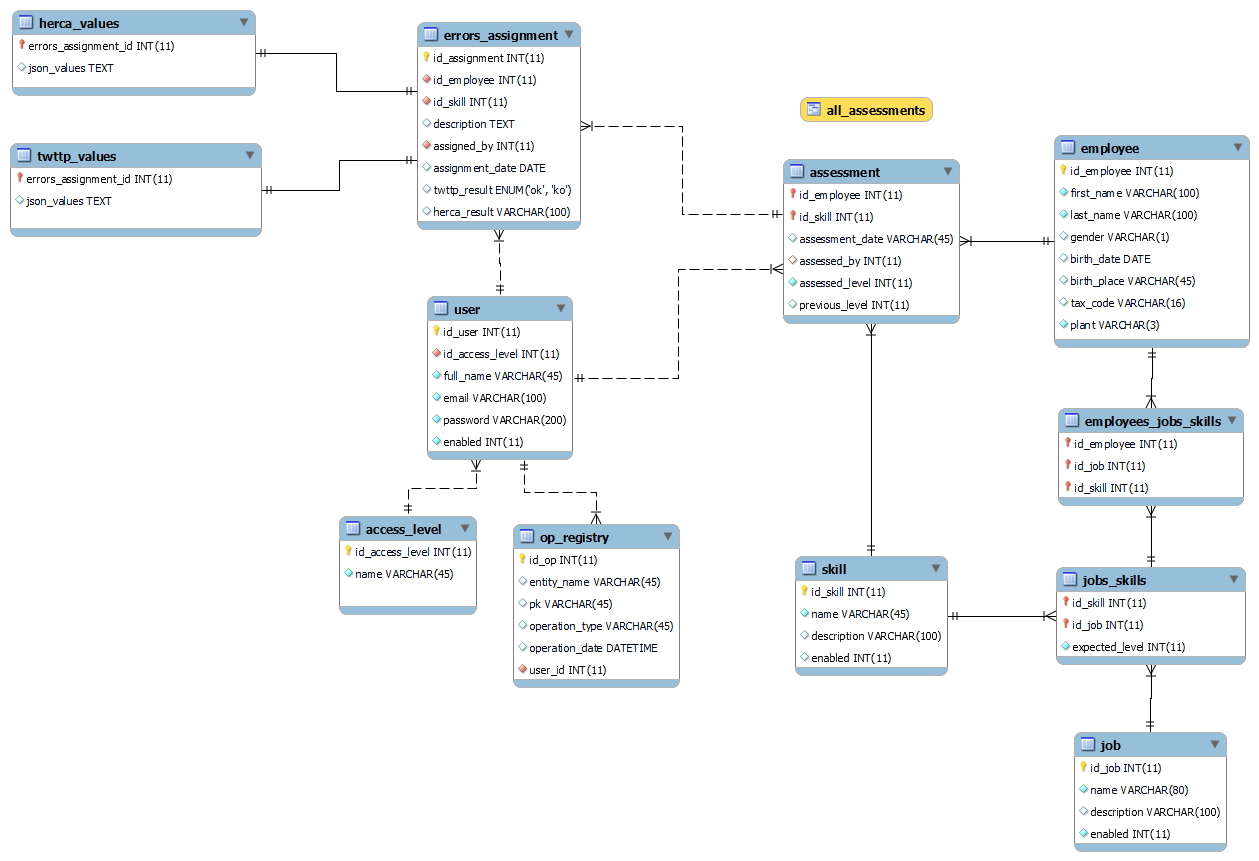 herca_values
errors_assignment_id INT(11)
json_values TEXT
twttp_values
errors_assignment_id INT(11)
json_values TEXT
errors_assignment
id_assignment INT(11)
id_employee INT(11)
id_skill INT(11)
description TEXT
assigned_by INT(11)
assignment_date DATE
twttp_result ENUM('ok', 'ko')
herca_result VARCHAR(100)
all_assessments
assessment
id_employee INT(11)
id_skill INT(11)
assessment_date VARCHAR(45)
assessed_by INT(11)
assessed_level INT(11)
previous_level INT(11)
employee
id_employee INT(11)
first_name VARCHAR(100)
last_name VARCHAR(100)
gender VARCHAR(1)
birth_date DATE
birth_place VARCHAR(45)
tax_code VARCHAR(16)
plant VARCHAR(3)
user
id_user INT(11)
id_access_level INT(11)
full_name VARCHAR(45)
email VARCHAR(100)
password VARCHAR(200)
enabled INT(11)
employees_jobs_skills
id_employee INT(11)
id_job INT(11)
id_skill INT(11)
access_level
id_access_level INT(11)
name VARCHAR(45)
op_registry
id_op INT(11)
entity_name VARCHAR(45)
pk VARCHAR(45)
operation_type VARCHAR(45)
operation_date DATETIME
user_id INT(11)
skill
id_skill INT(11)
name VARCHAR(45)
description VARCHAR(100)
enabled INT(11)
jobs_skills
id_skill INT(11)
id_job INT(11)
expected_level INT(11)
job
id_job INT(11)
name VARCHAR(80)
description VARCHAR(100)
enabled INT(11)